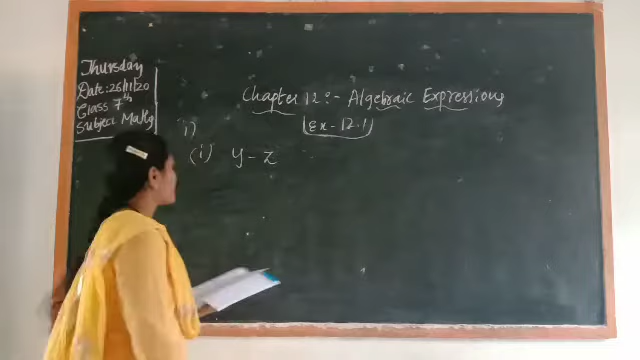 Thursday
Date:26/11/20
Class 7th
Subject Maths
Chapter 12:- Algebraic Expressions
Ex-12.1
1)
(i) y-z